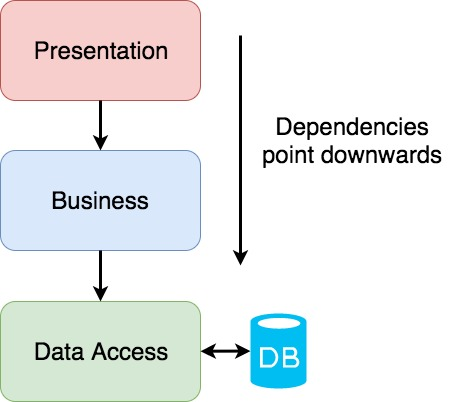 Presentation
Dependencies
point downwards
Business
Data Access
DB